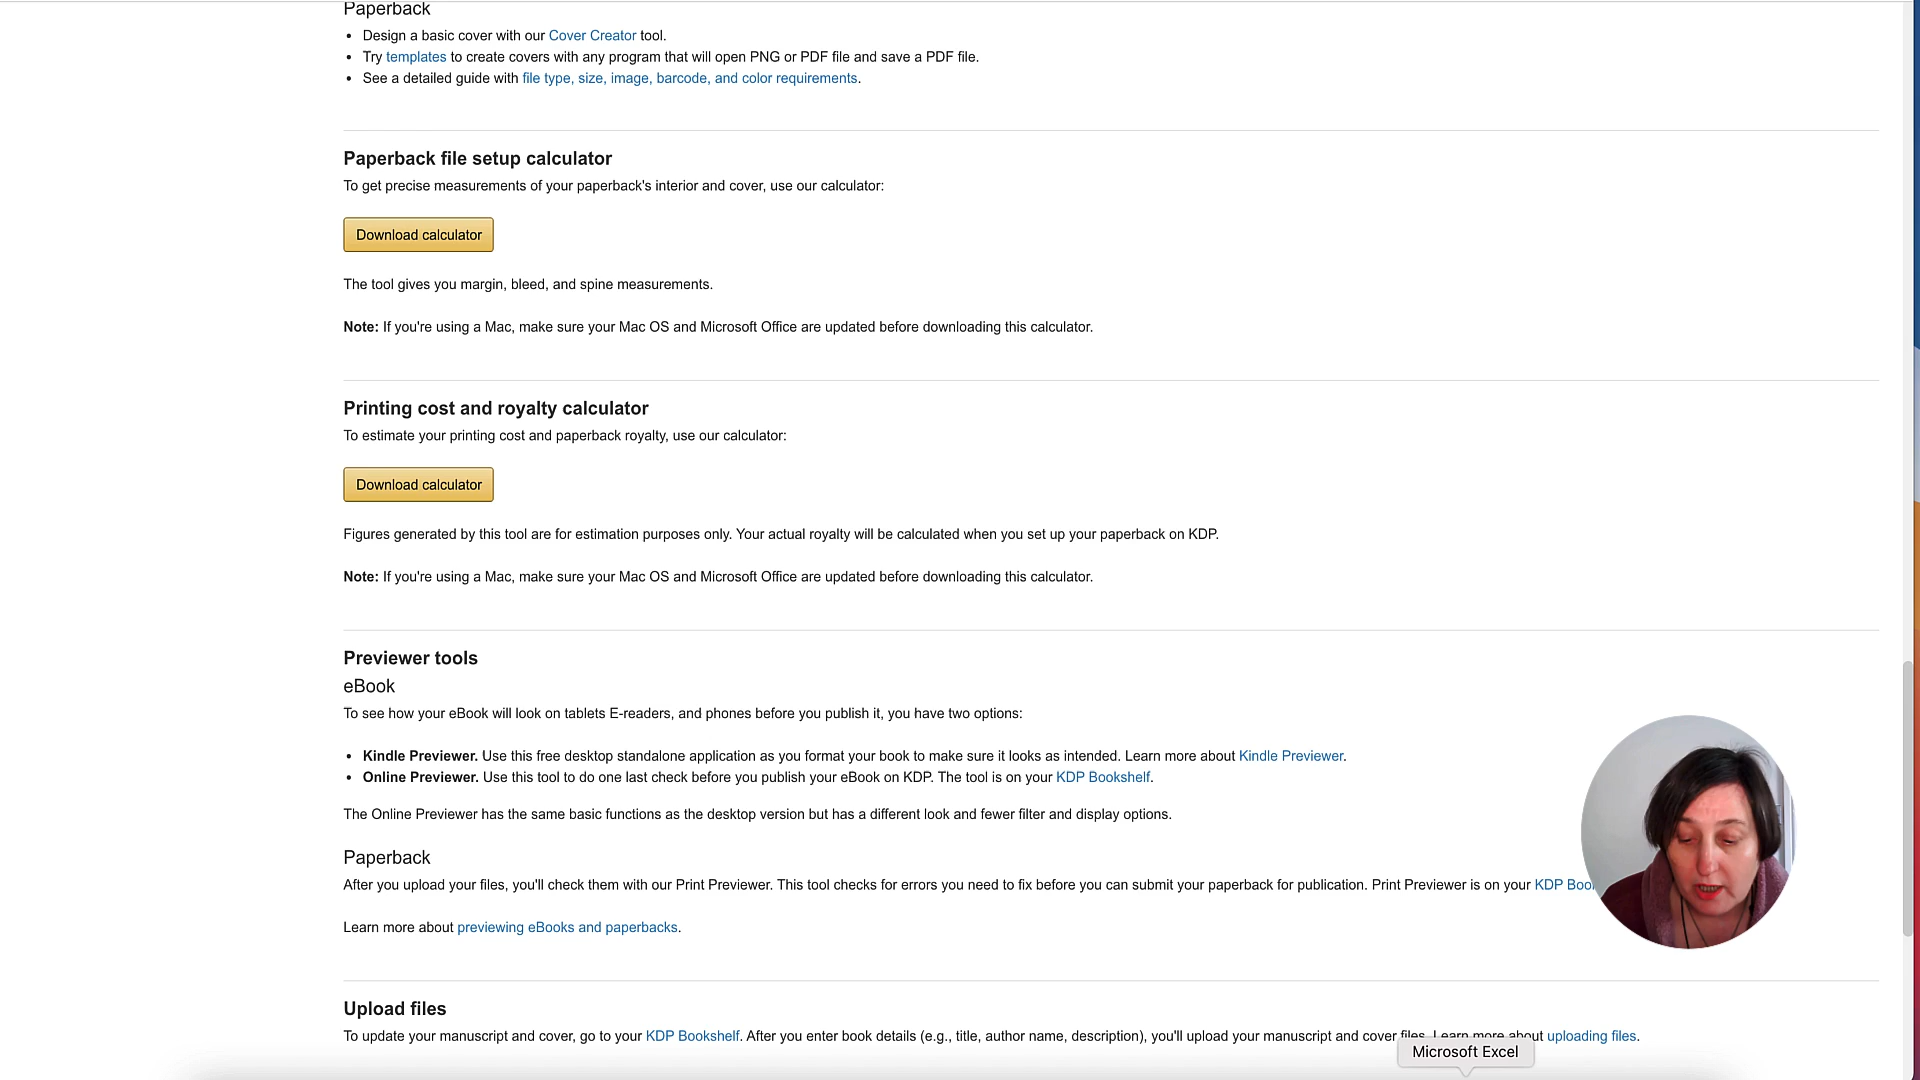 Paperback
• Design a basic cover with our Cover Creator tool.
• Try templates to create covers with any program that will open PNG or PDF file and save a PDF file.
• See a detailed guide with file type, size, image, barcode, and color requirements.
Paperback file setup calculator
To get precise measurements of your paperback's interior and cover, use our calculator:
Download calculator
The tool gives you margin, bleed, and spine measurements.
Note: If you're using a Mac, make sure your Mac OS and Microsoft Office are updated before downloading this calculator.
Printing cost and royalty calculator
To estimate your printing cost and paperback royalty, use our calculator:
Download calculator
Figures generated by this tool are for estimation purposes only. Your actual royalty will be calculated when you set up your paperback on KDP.
Note: If you're using a Mac, make sure your Mac OS and Microsoft Office are updated before downloading this calculator.
Previewer tools
eBook
To see how your eBook will look on tablets E-readers, and phones before you publish it, you have two options:
• Kindle Previewer. Use this free desktop standalone application as you format your book to make sure it looks as intended. Learn more about Kindle Previewer.
• Online Previewer. Use this tool to do one last check before you publish your eBook on KDP. The tool is on your KDP Bookshelf.
The Online Previewer has the same basic functions as the desktop version but has a different look and fewer filter and display options.
Paperback
After you upload your files, you'll check them with our Print Previewer. This tool checks for errors you need to fix before you can submit your paperback for publication. Print Previewer is on your KDP
Learn more about previewing eBooks and paperbacks.
Upload files
To update your manuscript and cover, go to your KDP Bookshelf. After you enter book details (e.g., title, author name, description), you'll upload your manuscript and cover files. Learn more about uploading files.
Microsoft Excel